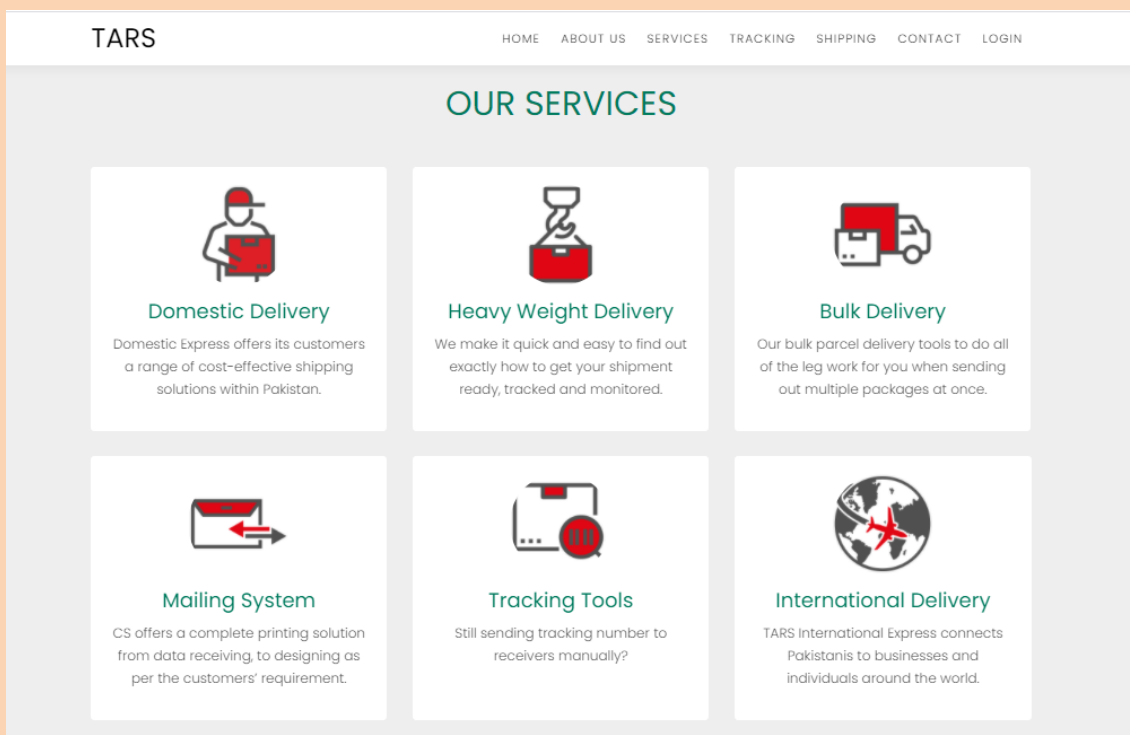 TARS
HOME ABOUT US SERVICES TRACKING SHIPPING CONTACT LOGIN
OUR SERVICES
Domestic Delivery
Domestic Express offers its customers
a range of cost-effective shipping
solutions within Pakistan.
Heavy Weight Delivery
We make it quick and easy to find out
exactly how to get your shipment
ready, tracked and monitored.
Bulk Delivery
Our bulk parcel delivery tools to do all
of the leg work for you when sending
out multiple packages at once.
Mailing System
CS offers a complete printing solution
from data receiving, to designing as
per the customers’ requirement.
Tracking Tools
Still sending tracking number to
receivers manually?
International Delivery
TARS International Express connects
Pakistanis to businesses and
individuals around the world.